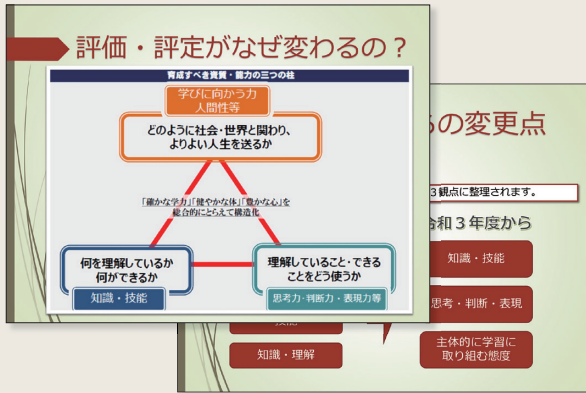 評価・評定がなぜ変わるの？
育成すべき資質・能力の三つの柱
学びに向かう力
人間性等
どのように社会・世界と関わり、
よりよい人生を送るか
「確かな学力」「健やかな体」「豊かな心」を
総合的にとらえて構造化
何を理解しているか
何ができるか
知識・技能
理解していること・できる
ことをどう使うか
思考力・判断力・表現力等
の変更点
3観点に整理されます。
令和３年度から
知識・技能
思考・判断・表現
主体的に学習に
取り組む態度
知識・理解